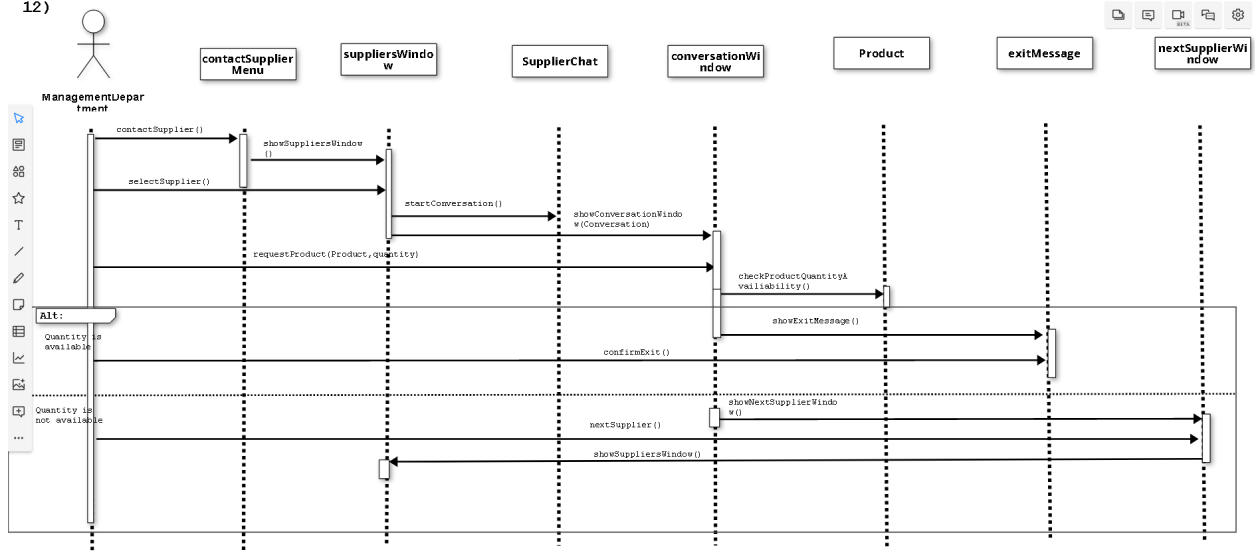 12)
BETA
contactSupplier
Menu
suppliersWindo
w
SupplierChat
conversationWi
ndow
Product
exitMessage
nextSupplierWi
ndow
ManagementDepar
tment
contactSupplier()
showSuppliersWindow
()
selectSupplier()
startConversation()
showConversationWindo
w(Conversation)
requestProduct(Product,quantity)
checkProductQuantityA
vailiability()
Alt:
showExitMessage()
Quantity is
available
confirmExit()
Quantity is
not available
showNextSupplierWindo
w()
nextSupplier()
showSuppliersWindow()